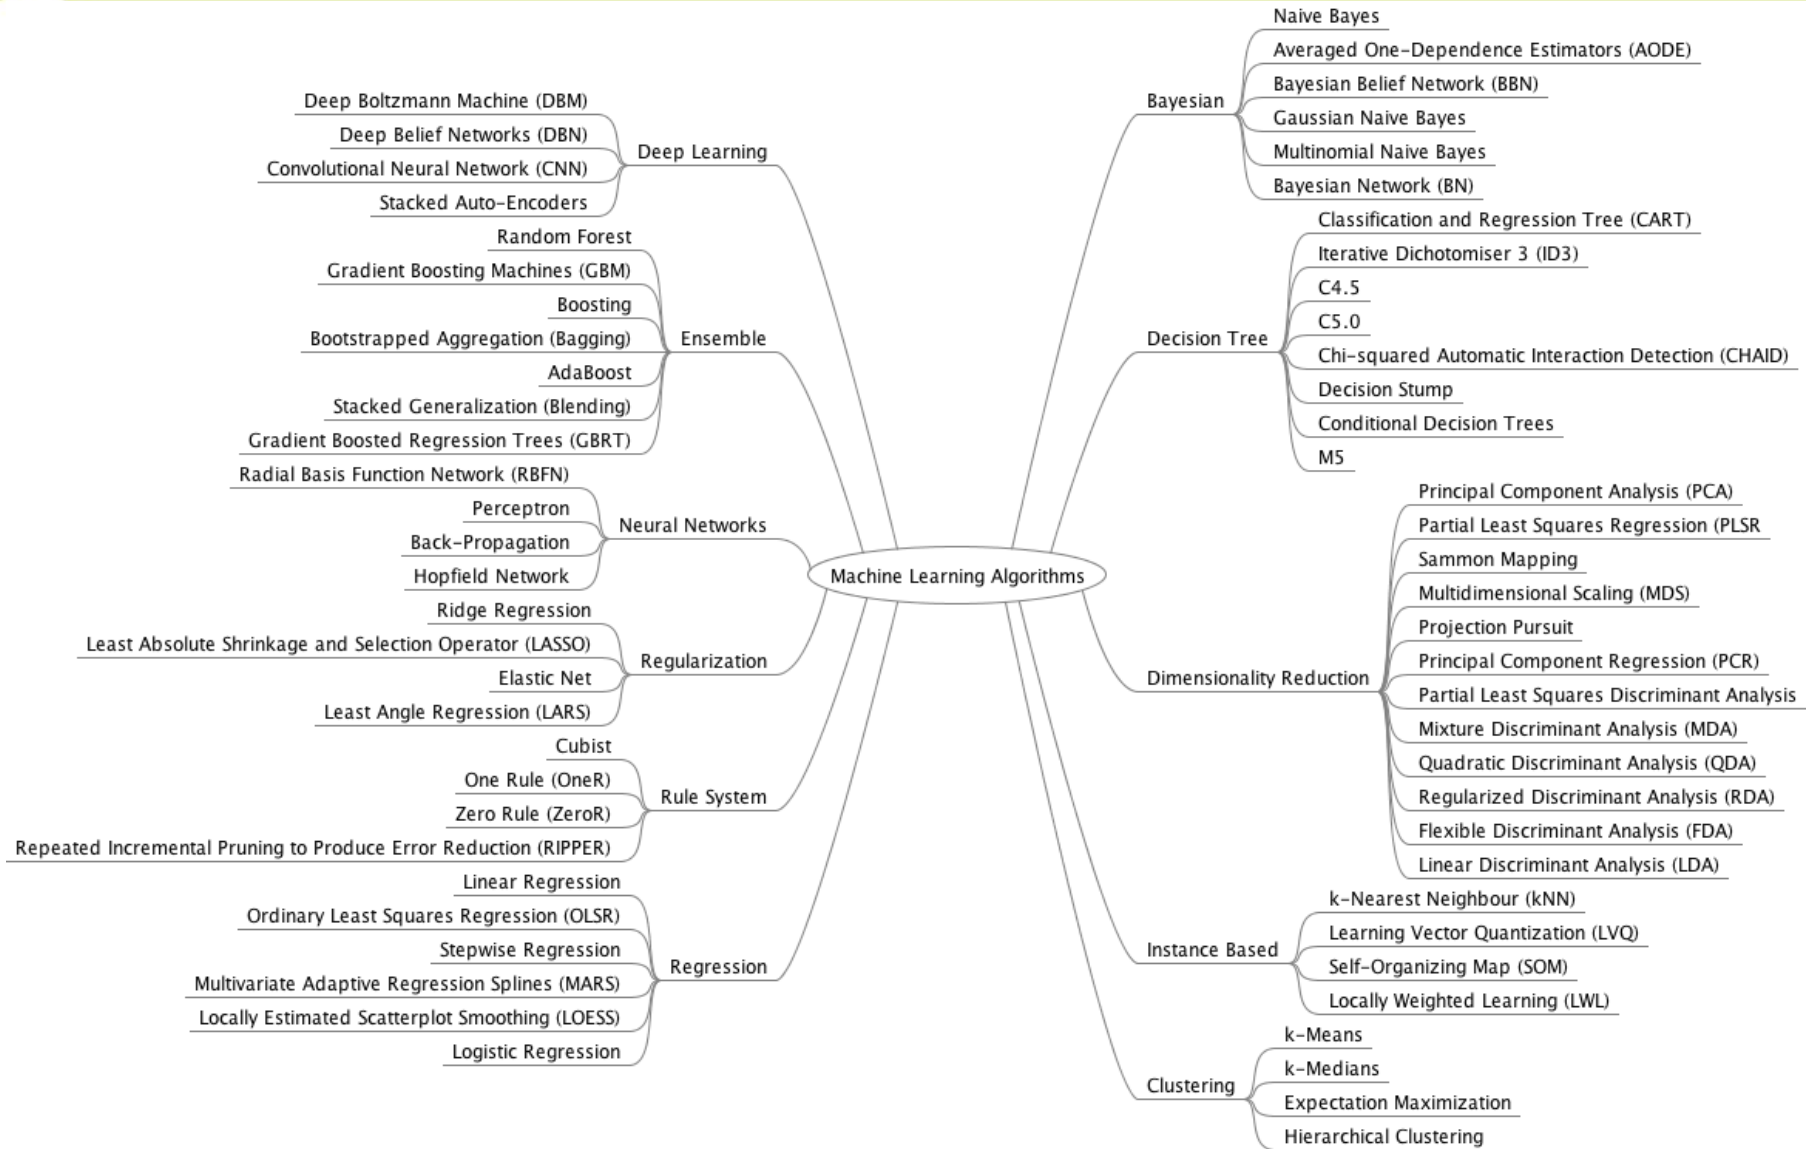 Machine Learning Algorithms
Deep Learning
Deep Boltzmann Machine (DBM)
Deep Belief Networks (DBN)
Convolutional Neural Network (CNN)
Stacked Auto-Encoders
Ensemble
Random Forest
Gradient Boosting Machines (GBM)
Boosting
Bootstrapped Aggregation (Bagging)
AdaBoost
Stacked Generalization (Blending)
Gradient Boosted Regression Trees (GBRT)
Neural Networks
Radial Basis Function Network (RBFN)
Perceptron
Back-Propagation
Hopfield Network
Regularization
Ridge Regression
Least Absolute Shrinkage and Selection Operator (LASSO)
Elastic Net
Least Angle Regression (LARS)
Rule System
Cubist
One Rule (OneR)
Zero Rule (ZeroR)
Repeated Incremental Pruning to Produce Error Reduction (RIPPER)
Regression
Linear Regression
Ordinary Least Squares Regression (OLSR)
Stepwise Regression
Multivariate Adaptive Regression Splines (MARS)
Locally Estimated Scatterplot Smoothing (LOESS)
Logistic Regression
Bayesian
Naive Bayes
Averaged One-Dependence Estimators (AODE)
Bayesian Belief Network (BBN)
Gaussian Naive Bayes
Multinomial Naive Bayes
Bayesian Network (BN)
Decision Tree
Classification and Regression Tree (CART)
Iterative Dichotomiser 3 (ID3)
C4.5
C5.0
Chi-squared Automatic Interaction Detection (CHAID)
Decision Stump
Conditional Decision Trees
M5
Dimensionality Reduction
Principal Component Analysis (PCA)
Partial Least Squares Regression (PLSR
Sammon Mapping
Multidimensional Scaling (MDS)
Projection Pursuit
Principal Component Regression (PCR)
Partial Least Squares Discriminant Analysis
Mixture Discriminant Analysis (MDA)
Quadratic Discriminant Analysis (QDA)
Regularized Discriminant Analysis (RDA)
Flexible Discriminant Analysis (FDA)
Linear Discriminant Analysis (LDA)
Instance Based
k-Nearest Neighbour (kNN)
Learning Vector Quantization (LVQ)
Self-Organizing Map (SOM)
Locally Weighted Learning (LWL)
Clustering
k-Means
k-Medians
Expectation Maximization
Hierarchical Clustering